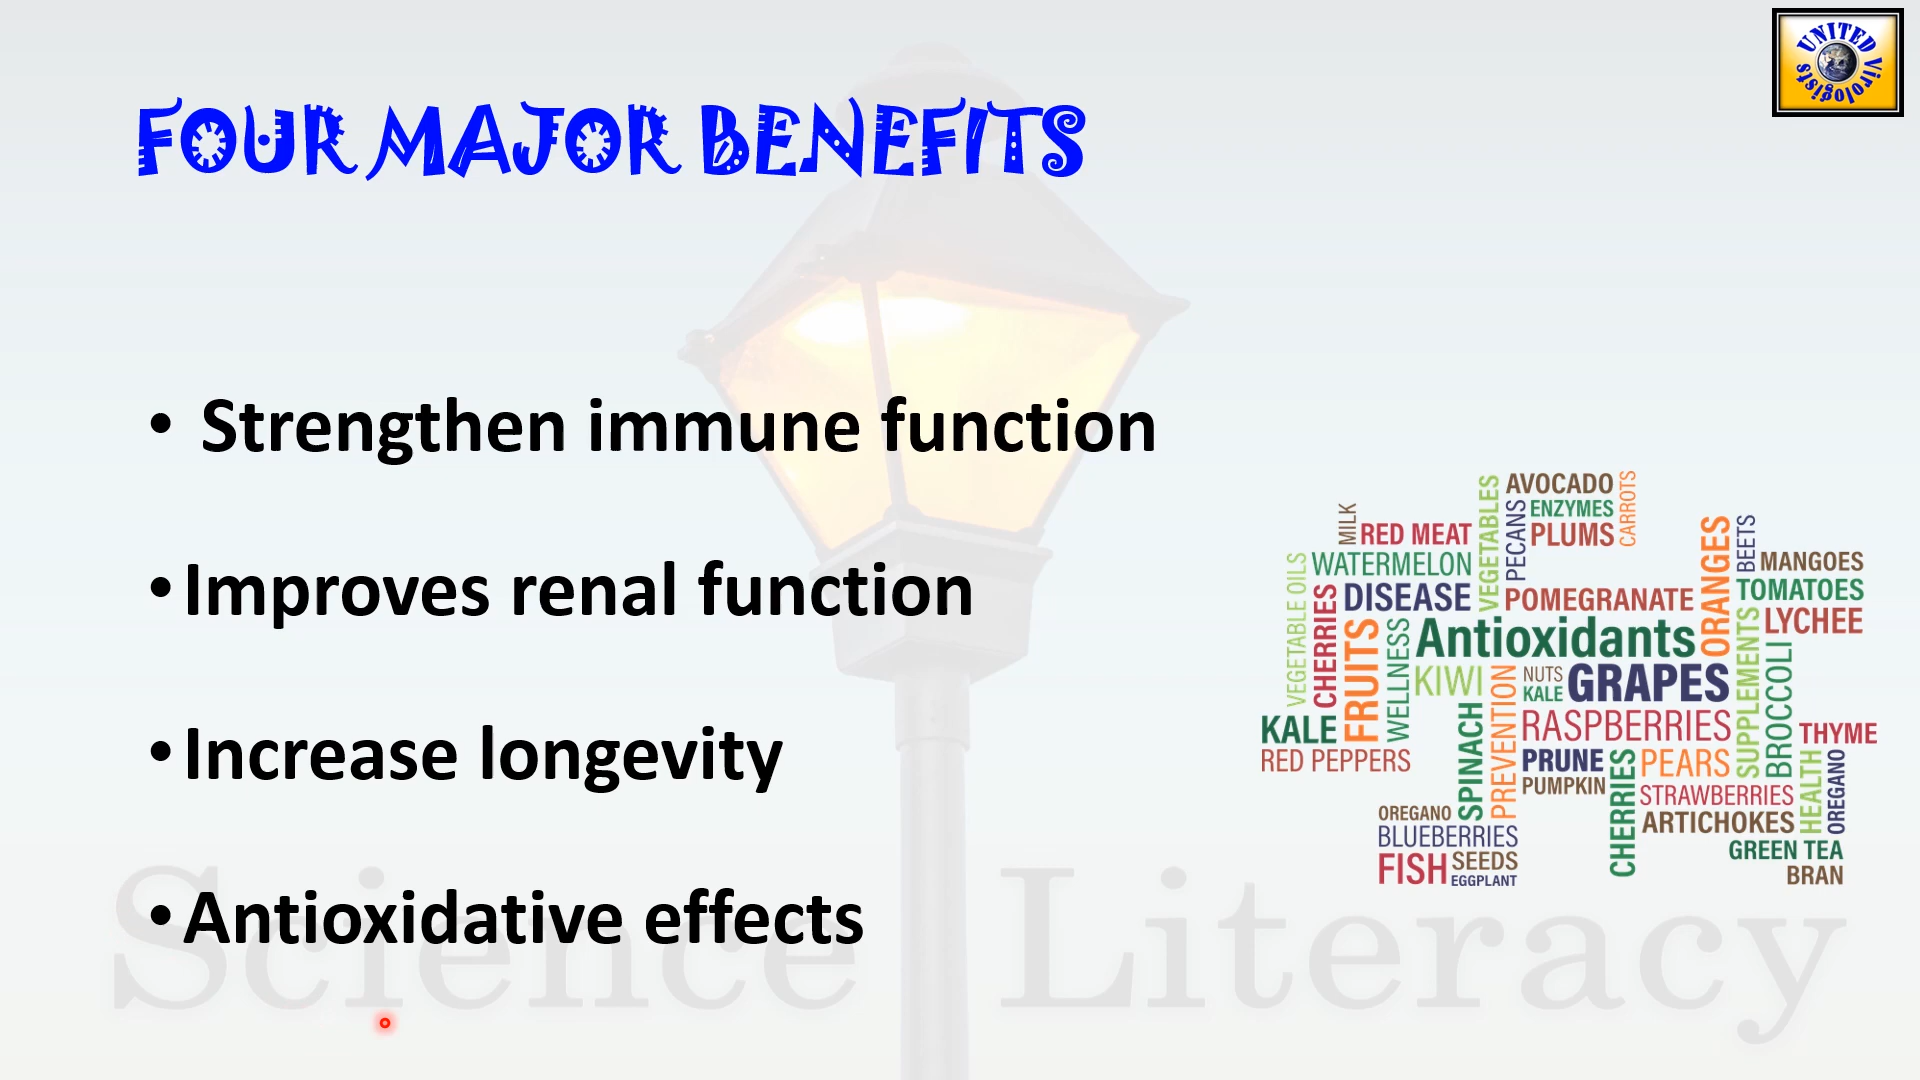 UNITED
Virologists
FOUR MAJOR BENEFITS
• Strengthen immune function
• Improves renal function
• Increase longevity
• Antioxidative effects
AVOCADO
ENZYMES
PLUMS
CARROTS
PECANS
VEGETABLES
MILK
RED MEAT
WATERMELON
DISEASE
VEGETABLE OILS
CHERRIES
FRUITS
WELLNESS
POMEGRANATE
Antioxidants
ORANGES
BEETS
MANGOES
TOMATOES
LYCHEE
SUPPLEMENTS
BROCCOLI
KIWI
PREVENTION
NUTS
KALE
GRAPES
RASPBERRIES
KALE
RED PEPPERS
SPINACH
PRUNE
PUMPKIN
CHERRIES
PEARS
STRAWBERRIES
ARTICHOKES
THYME
HEALTH
OREGANO
OREGANO
BLUEBERRIES
FISH
SEEDS
EGGPLANT
GREEN TEA
BRAN
Science Literacy